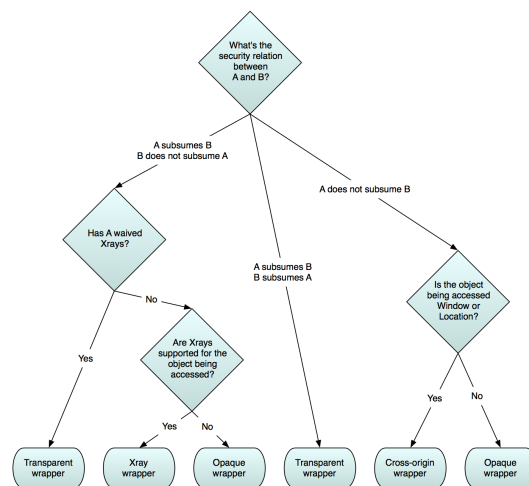 What's the
security relation
between
A and B?
A subsumes B
B does not subsume A
A does not subsume B
Has A waived
Xrays?
A subsumes B
B subsumes A
Is the object
being accessed
Window or
Location?
No
Are Xrays
supported for the
object being
accessed?
Yes
Yes
No
Yes
No
Transparent
wrapper
Xray
wrapper
Opaque
wrapper
Transparent
wrapper
Cross-origin
wrapper
Opaque
wrapper